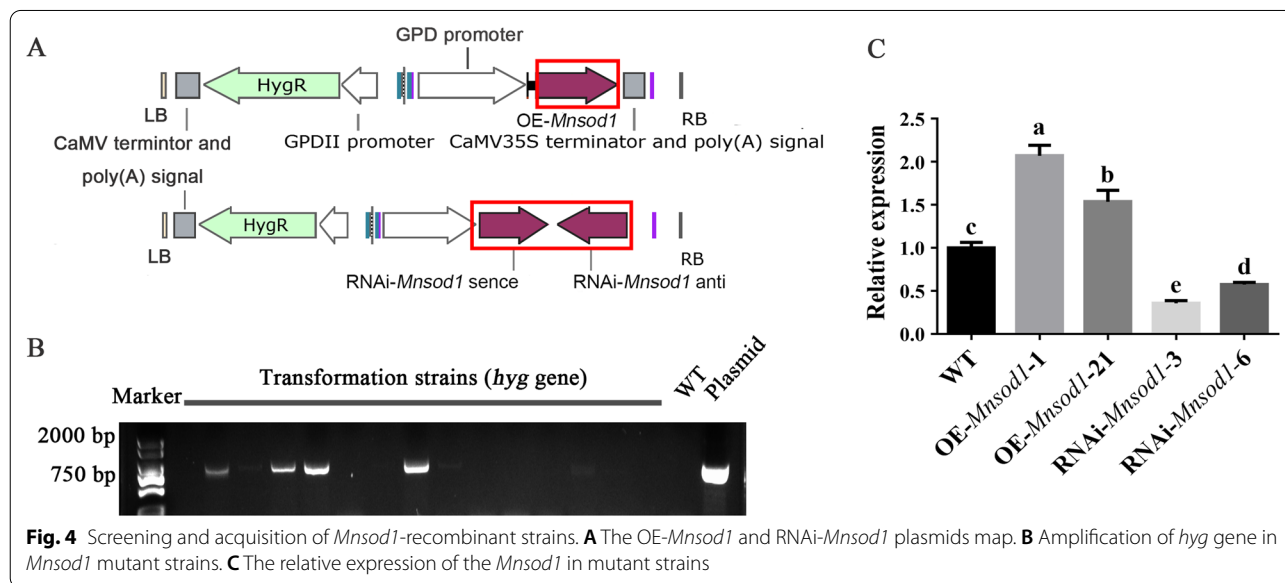 A
GPD promoter
HygR
LB
OE-Mnsod1
RB
CaMV termintor and
GPDII promoter
CaMV35S terminator and poly(A) signal
poly(A) signal
HygR
LB
RB
RNAi-Mnsod1 sence
RNAi-Mnsod1 anti
B
Transformation strains (hyg gene)
Marker
WT
Plasmid
2000 bp
750 bp
C
Relative expression
2.5
2.0
1.5
1.0
0.5
0.0
c
a
b
e
d
WT
OE-Mnsod1-1
OE-Mnsod1-21
RNAi-Mnsod1-3
RNAi-Mnsod1-6
Fig. 4 Screening and acquisition of Mnsod1-recombinant strains. A The OE-Mnsod1 and RNAi-Mnsod1 plasmids map. B Amplification of hyg gene in
Mnsod1 mutant strains. C The relative expression of the Mnsod1 in mutant strains